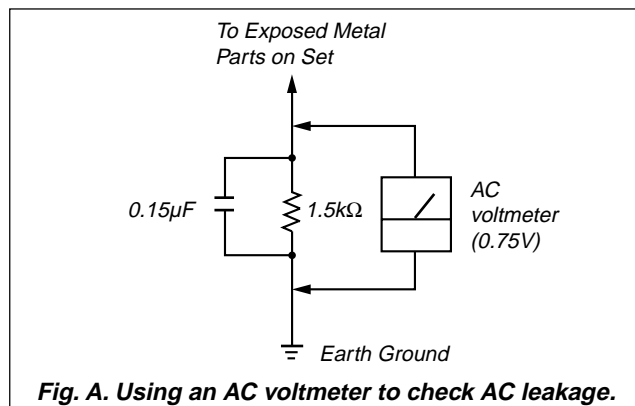 To Exposed Metal
Parts on Set
0.15µF
1.5kΩ
AC
voltmeter
(0.75V)
Earth Ground
Fig. A. Using an AC voltmeter to check AC leakage.